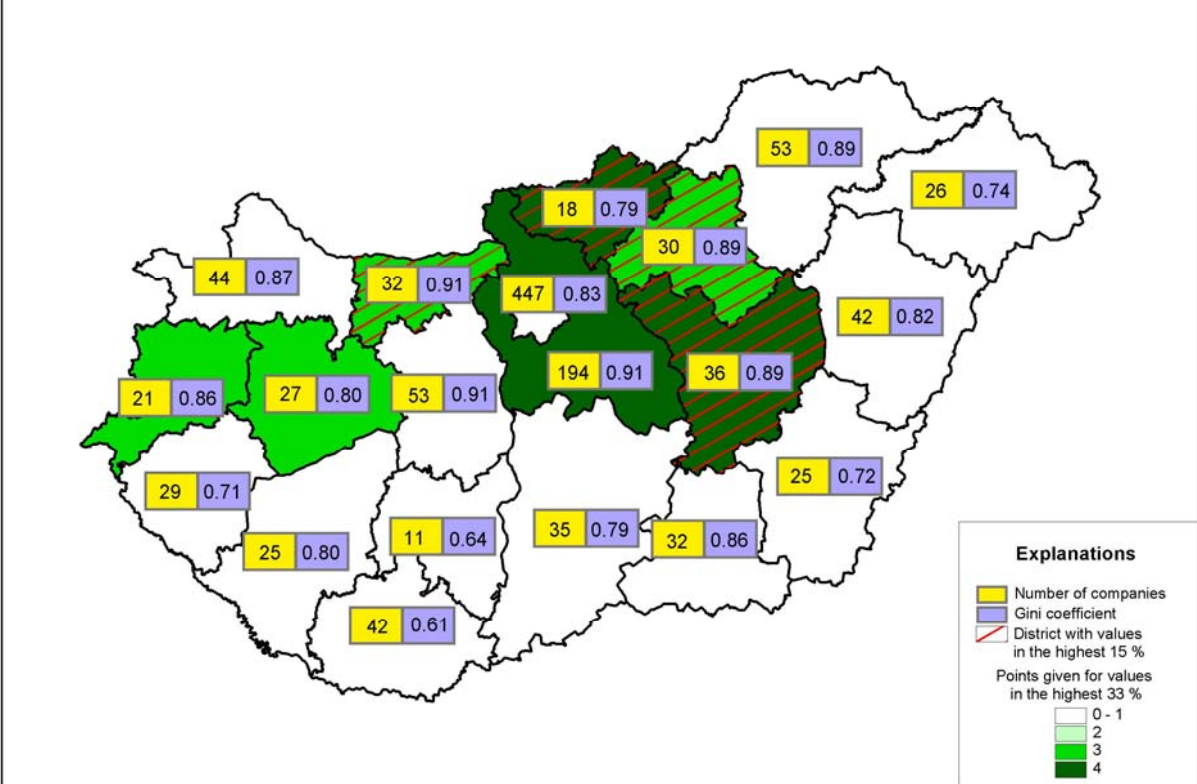 53 0.89
26 0.74
18 0.79
30 0.89
44 0.87
32 0.91
447 0.83
42 0.82
194 0.91
36 0.89
21 0.86
27 0.80
53 0.91
29 0.71
25 0.72
25 0.80
11 0.64
35 0.79
32 0.86
42 0.61
Explanations
Number of companies
Gini coefficient
District with values
in the highest 15 %
Points given for values
in the highest 33 %
0 - 1
2
3
4